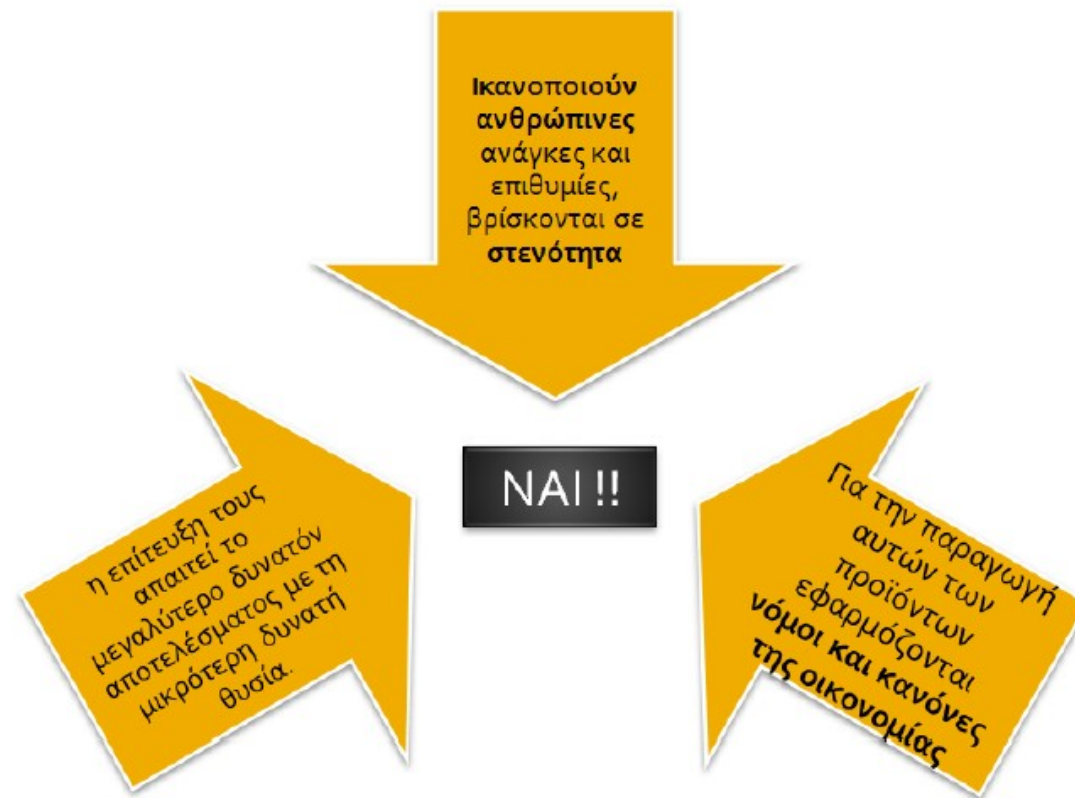 Ικανοποιούν
ανθρώπινες
ανάγκες και
επιθυμίες,
βρίσκονται σε
στενότητα
ΝΑΙ !!
η επίτευξη τους
απαιτεί το
μεγαλύτερο δυνατόν
αποτελέσματος με τη
μικρότερη δυνατή
θυσία.
Για την παραγωγή
αυτών των
προϊόντων
εφαρμόζονται
νόμοι και κανόνες
της οικονομίας